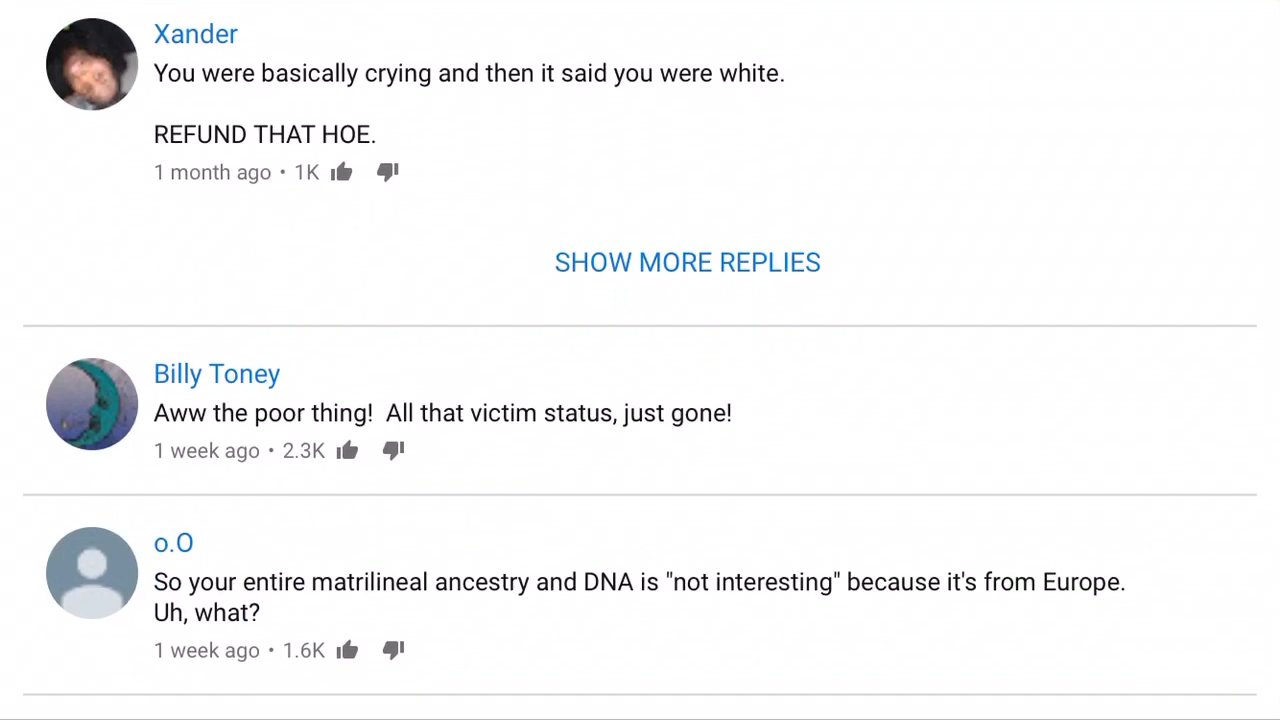 Xander
You were basically crying and then it said you were white.
REFUND THAT HOE.
1 month ago • 1K
SHOW MORE REPLIES
Billy Toney
Aww the poor thing!  All that victim status, just gone!
1 week ago • 2.3K
o.O
So your entire matrilineal ancestry and DNA is "not interesting" because it's from Europe.
Uh, what?
1 week ago • 1.6K